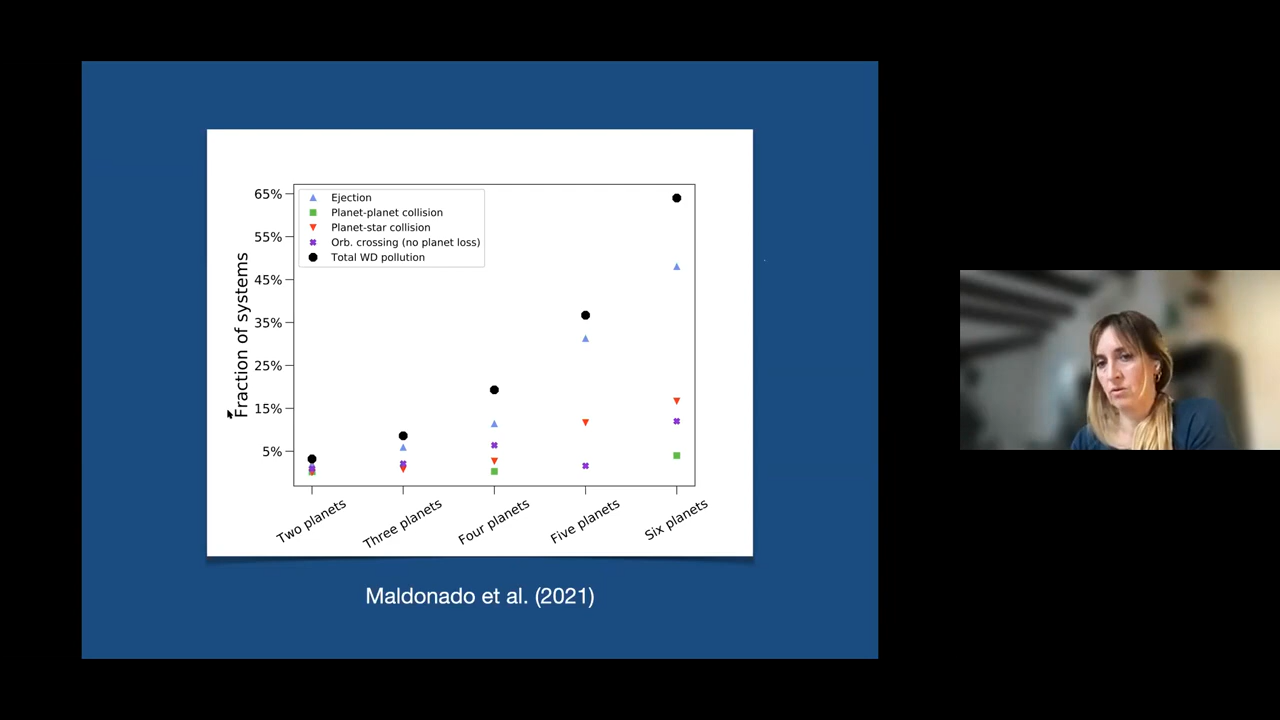 65%
55%
45%
35%
25%
15%
5%
Fraction of systems
Ejection
Planet-planet collision
Planet-star collision
Orb. crossing (no planet loss)
Total WD pollution
Two planets
Three planets
Four planets
Five planets
Six planets
Maldonado et al. (2021)